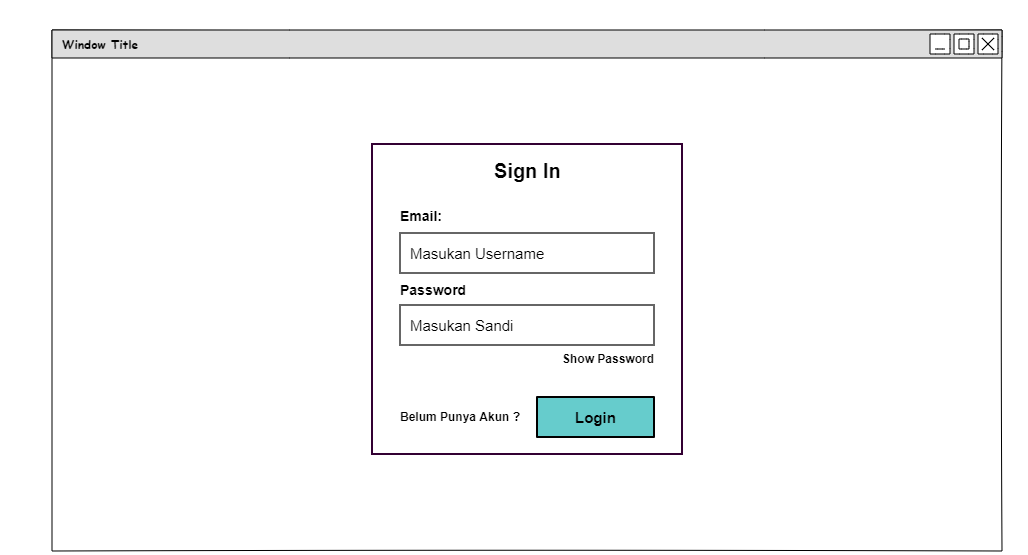 Window Title
Sign In
Email:
Masukan Username
Password
Masukan Sandi
Show Password
Belum Punya Akun ?
Login